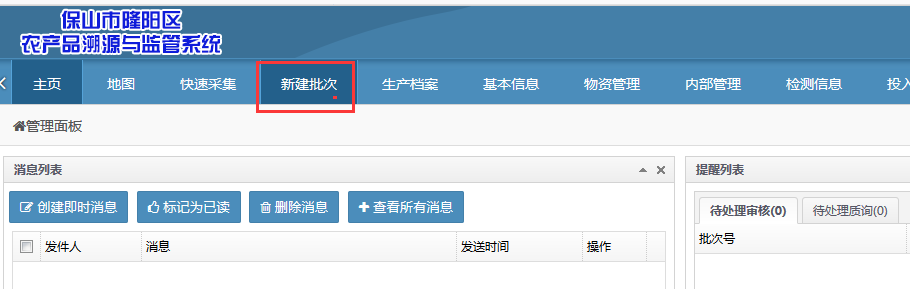 保山市隆阳区
农产品溯源与监管系统
主页 地图 快速采集 新建批次 生产档案 基本信息 物资管理 内部管理 检测信息 投入
管理面板
消息列表 提醒列表
创建即时消息 标记为已读 删除消息 查看所有消息
待处理审核(0) 待处理质询(0)
发件人 消息 发送时间 操作
批次号